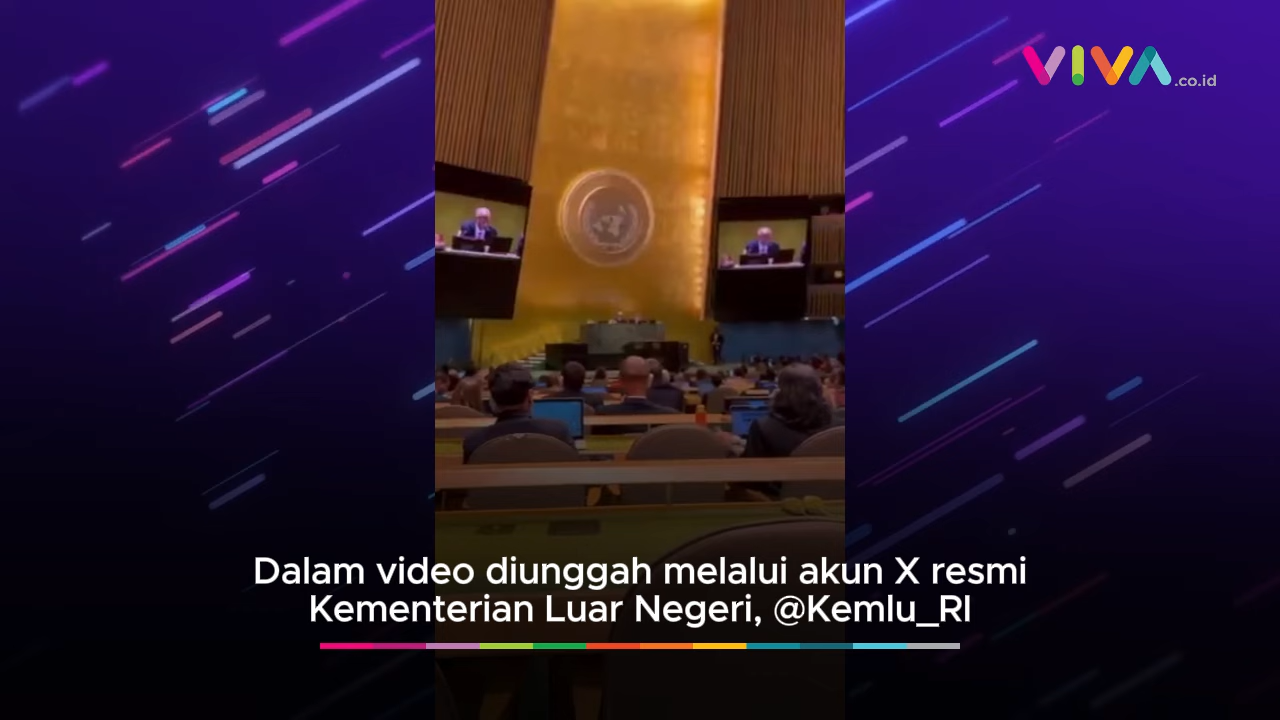 VIVA.co.id
Dalam video diunggah melalui akun X resmi
Kementerian Luar Negeri, @Kemlu_RI